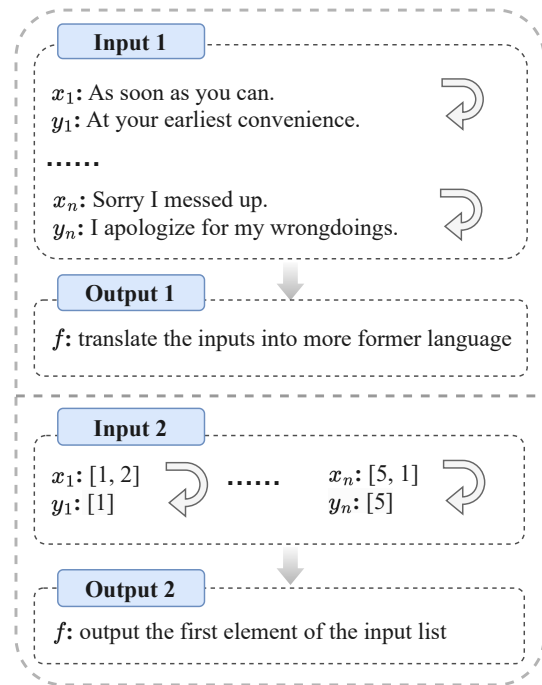 Input 1
x₁: As soon as you can.
y₁: At your earliest convenience.
......
xₙ: Sorry I messed up.
yₙ: I apologize for my wrongdoings.
Output 1
f: translate the inputs into more former language
Input 2
x₁: [1, 2] ...... xₙ: [5, 1]
y₁: [1] yₙ: [5]
Output 2
f: output the first element of the input list